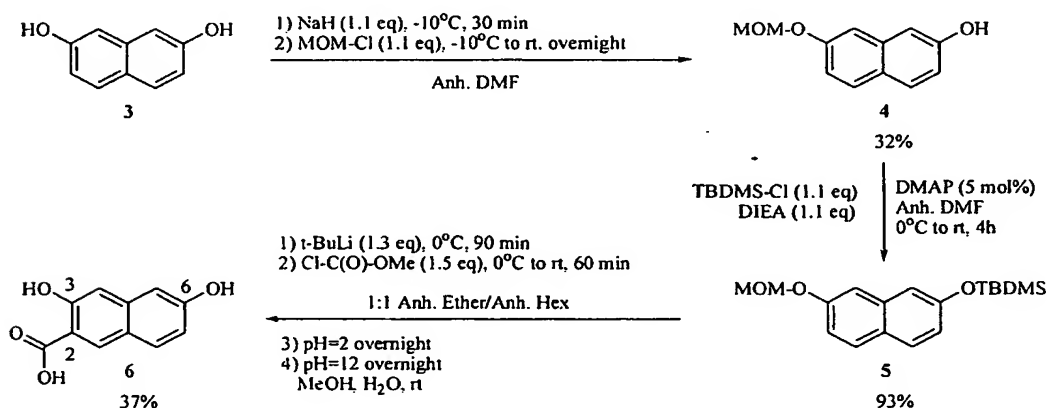 HO
OH
3
1) NaH (1.1 eq), -10°C, 30 min
2) MOM-Cl (1.1 eq), -10°C to rt. overnight
Anh. DMF
MOM-O
OH
4
32%
TBDMS-Cl (1.1 eq)
DIEA (1.1 eq)
DMAP (5 mol%)
Anh. DMF
0°C to rt, 4h
MOM-O
OTBDMS
5
93%
1) t-BuLi (1.3 eq), 0°C, 90 min
2) Cl-C(O)-OMe (1.5 eq), 0°C to rt, 60 min
1:1 Anh. Ether/Anh. Hex
3) pH=2 overnight
4) pH=12 overnight
MeOH, H₂O, rt
HO
3
6
OH
O
2
OH
6
37%